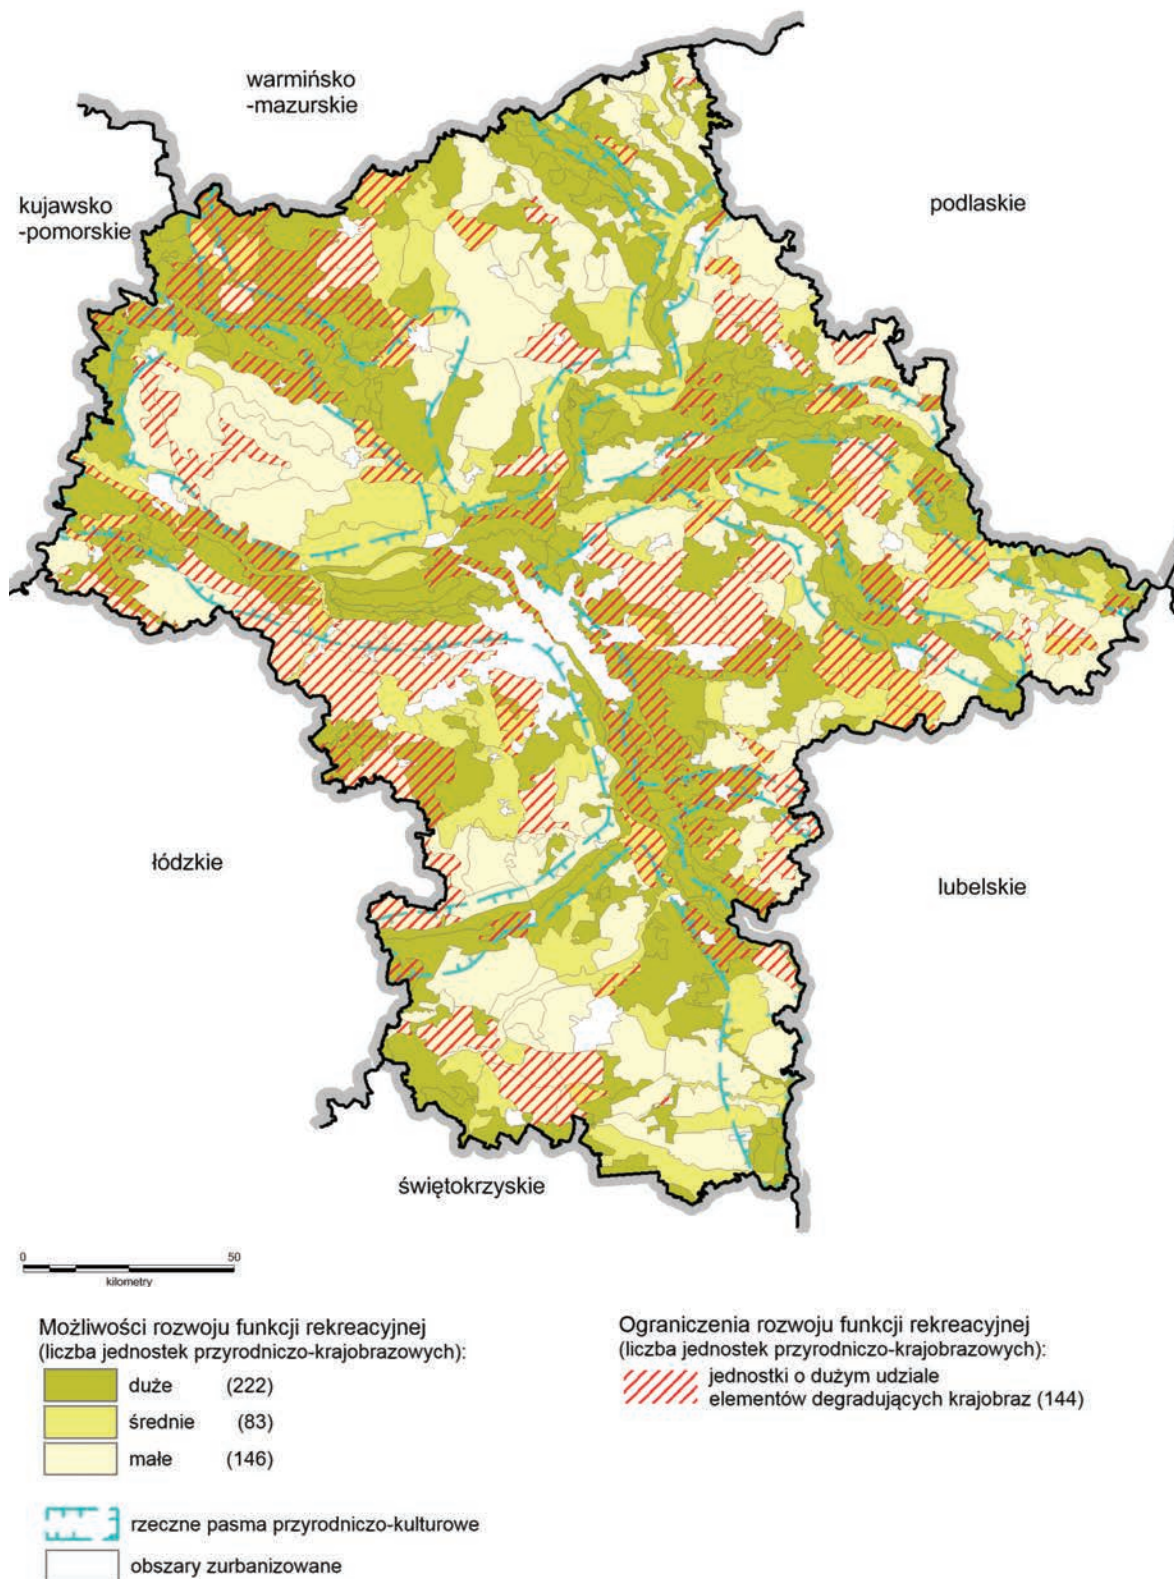 warmińsko
-mazurskie
kujawsko
-pomorskie
podlaskie
łódzkie
lubelskie
świętokrzyskie
0 50
kilometry
Możliwości rozwoju funkcji rekreacyjnej
(liczba jednostek przyrodniczo-krajobrazowych):
duże (222)
średnie (83)
małe (146)
rzeczne pasma przyrodniczo-kulturowe
obszary zurbanizowane
Ograniczenia rozwoju funkcji rekreacyjnej
(liczba jednostek przyrodniczo-krajobrazowych):
jednostki o dużym udziale
elementów degradujących krajobraz (144)